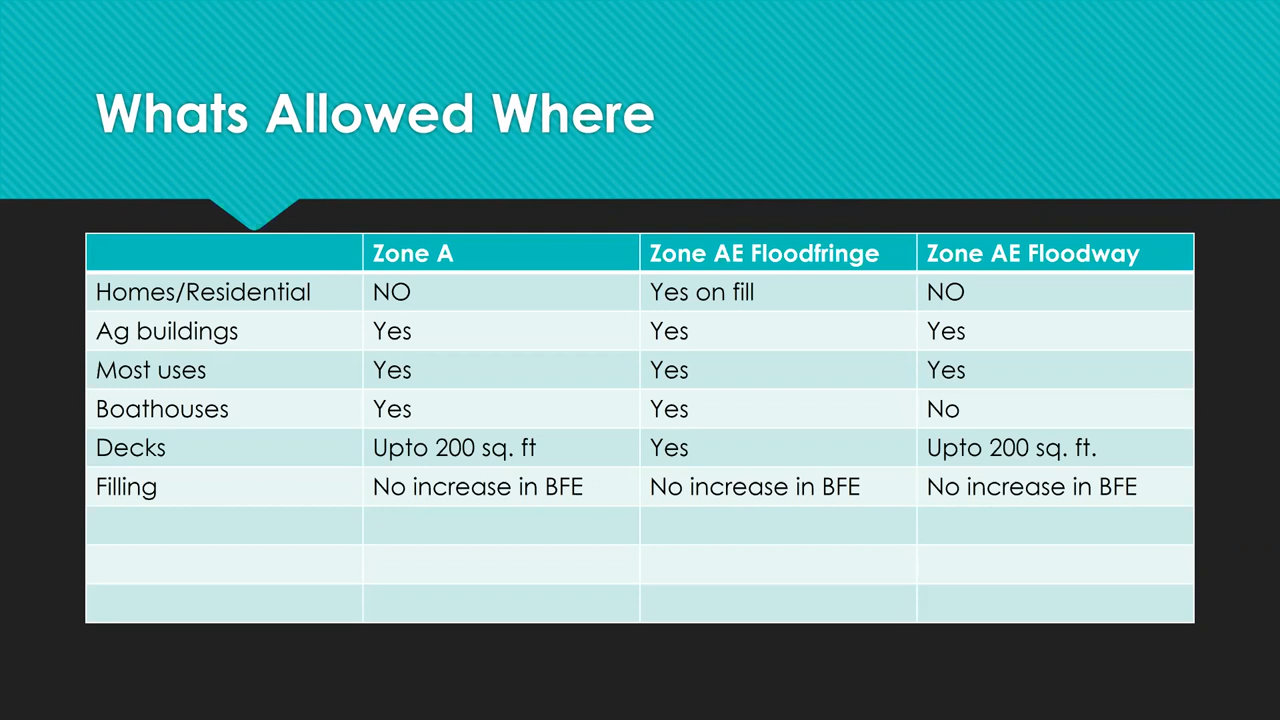 Whats Allowed Where
Zone A Zone AE Floodfringe Zone AE Floodway
Homes/Residential NO Yes on fill NO
Ag buildings Yes Yes Yes
Most uses Yes Yes Yes
Boathouses Yes Yes No
Decks Upto 200 sq. ft Yes Upto 200 sq. ft.
Filling No increase in BFE No increase in BFE No increase in BFE